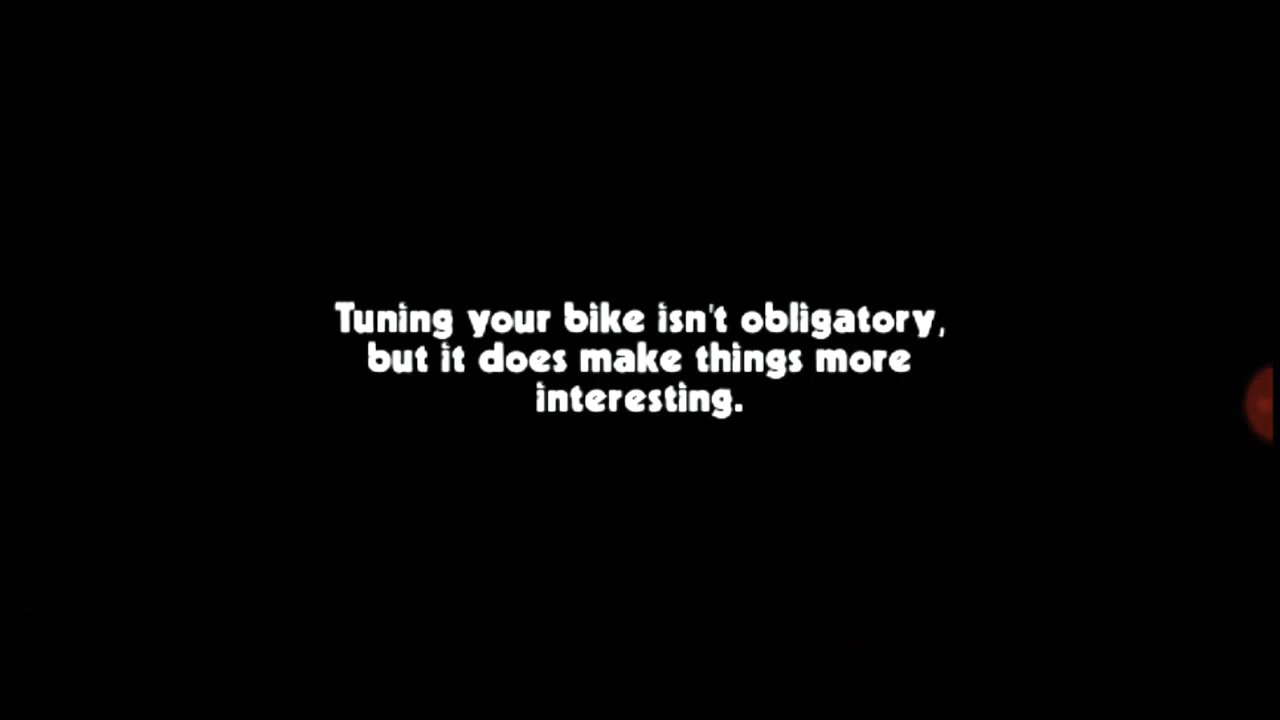 Tuning your bike isn't obligatory,
but it does make things more
interesting.